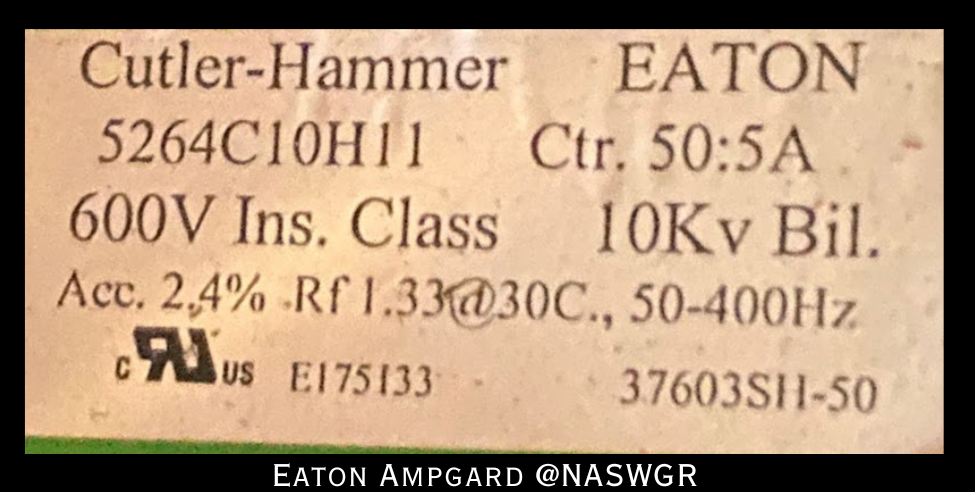 Cutler-Hammer EATON
5264C10H11 Ctr. 50:5A
600V Ins. Class 10Kv Bil.
Acc. 2,4% Rf 1.33@30C., 50-400Hz
c RU US E175133 37603SH-50
EATON AMPGARD @NASWGR